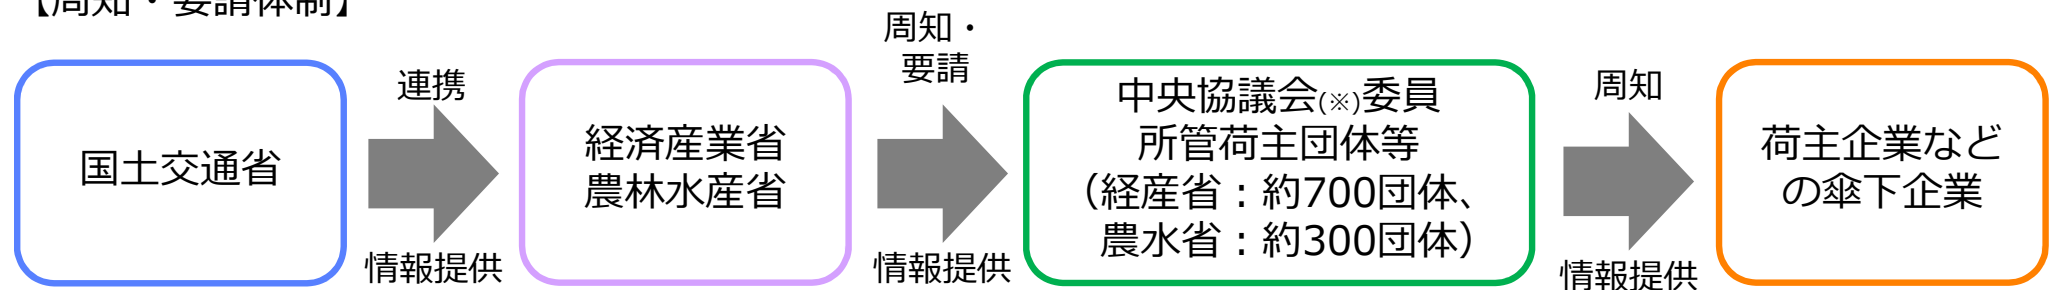 【周知・要請体制】
国土交通省
連携
情報提供
経済産業省
農林水産省
周知・
要請
情報提供
中央協議会(※)委員
所管荷主団体等
（経産省：約700団体、
農水省：約300団体）
周知
情報提供
荷主企業など
の傘下企業